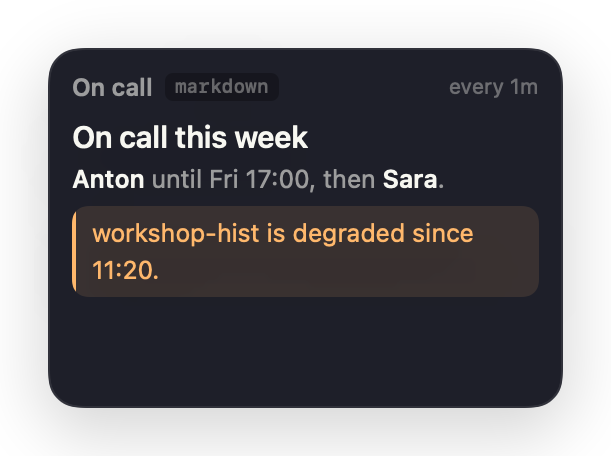 On call markdown every 1m
On call this week
Anton until Fri 17:00, then Sara.
workshop-hist is degraded since
11:20.